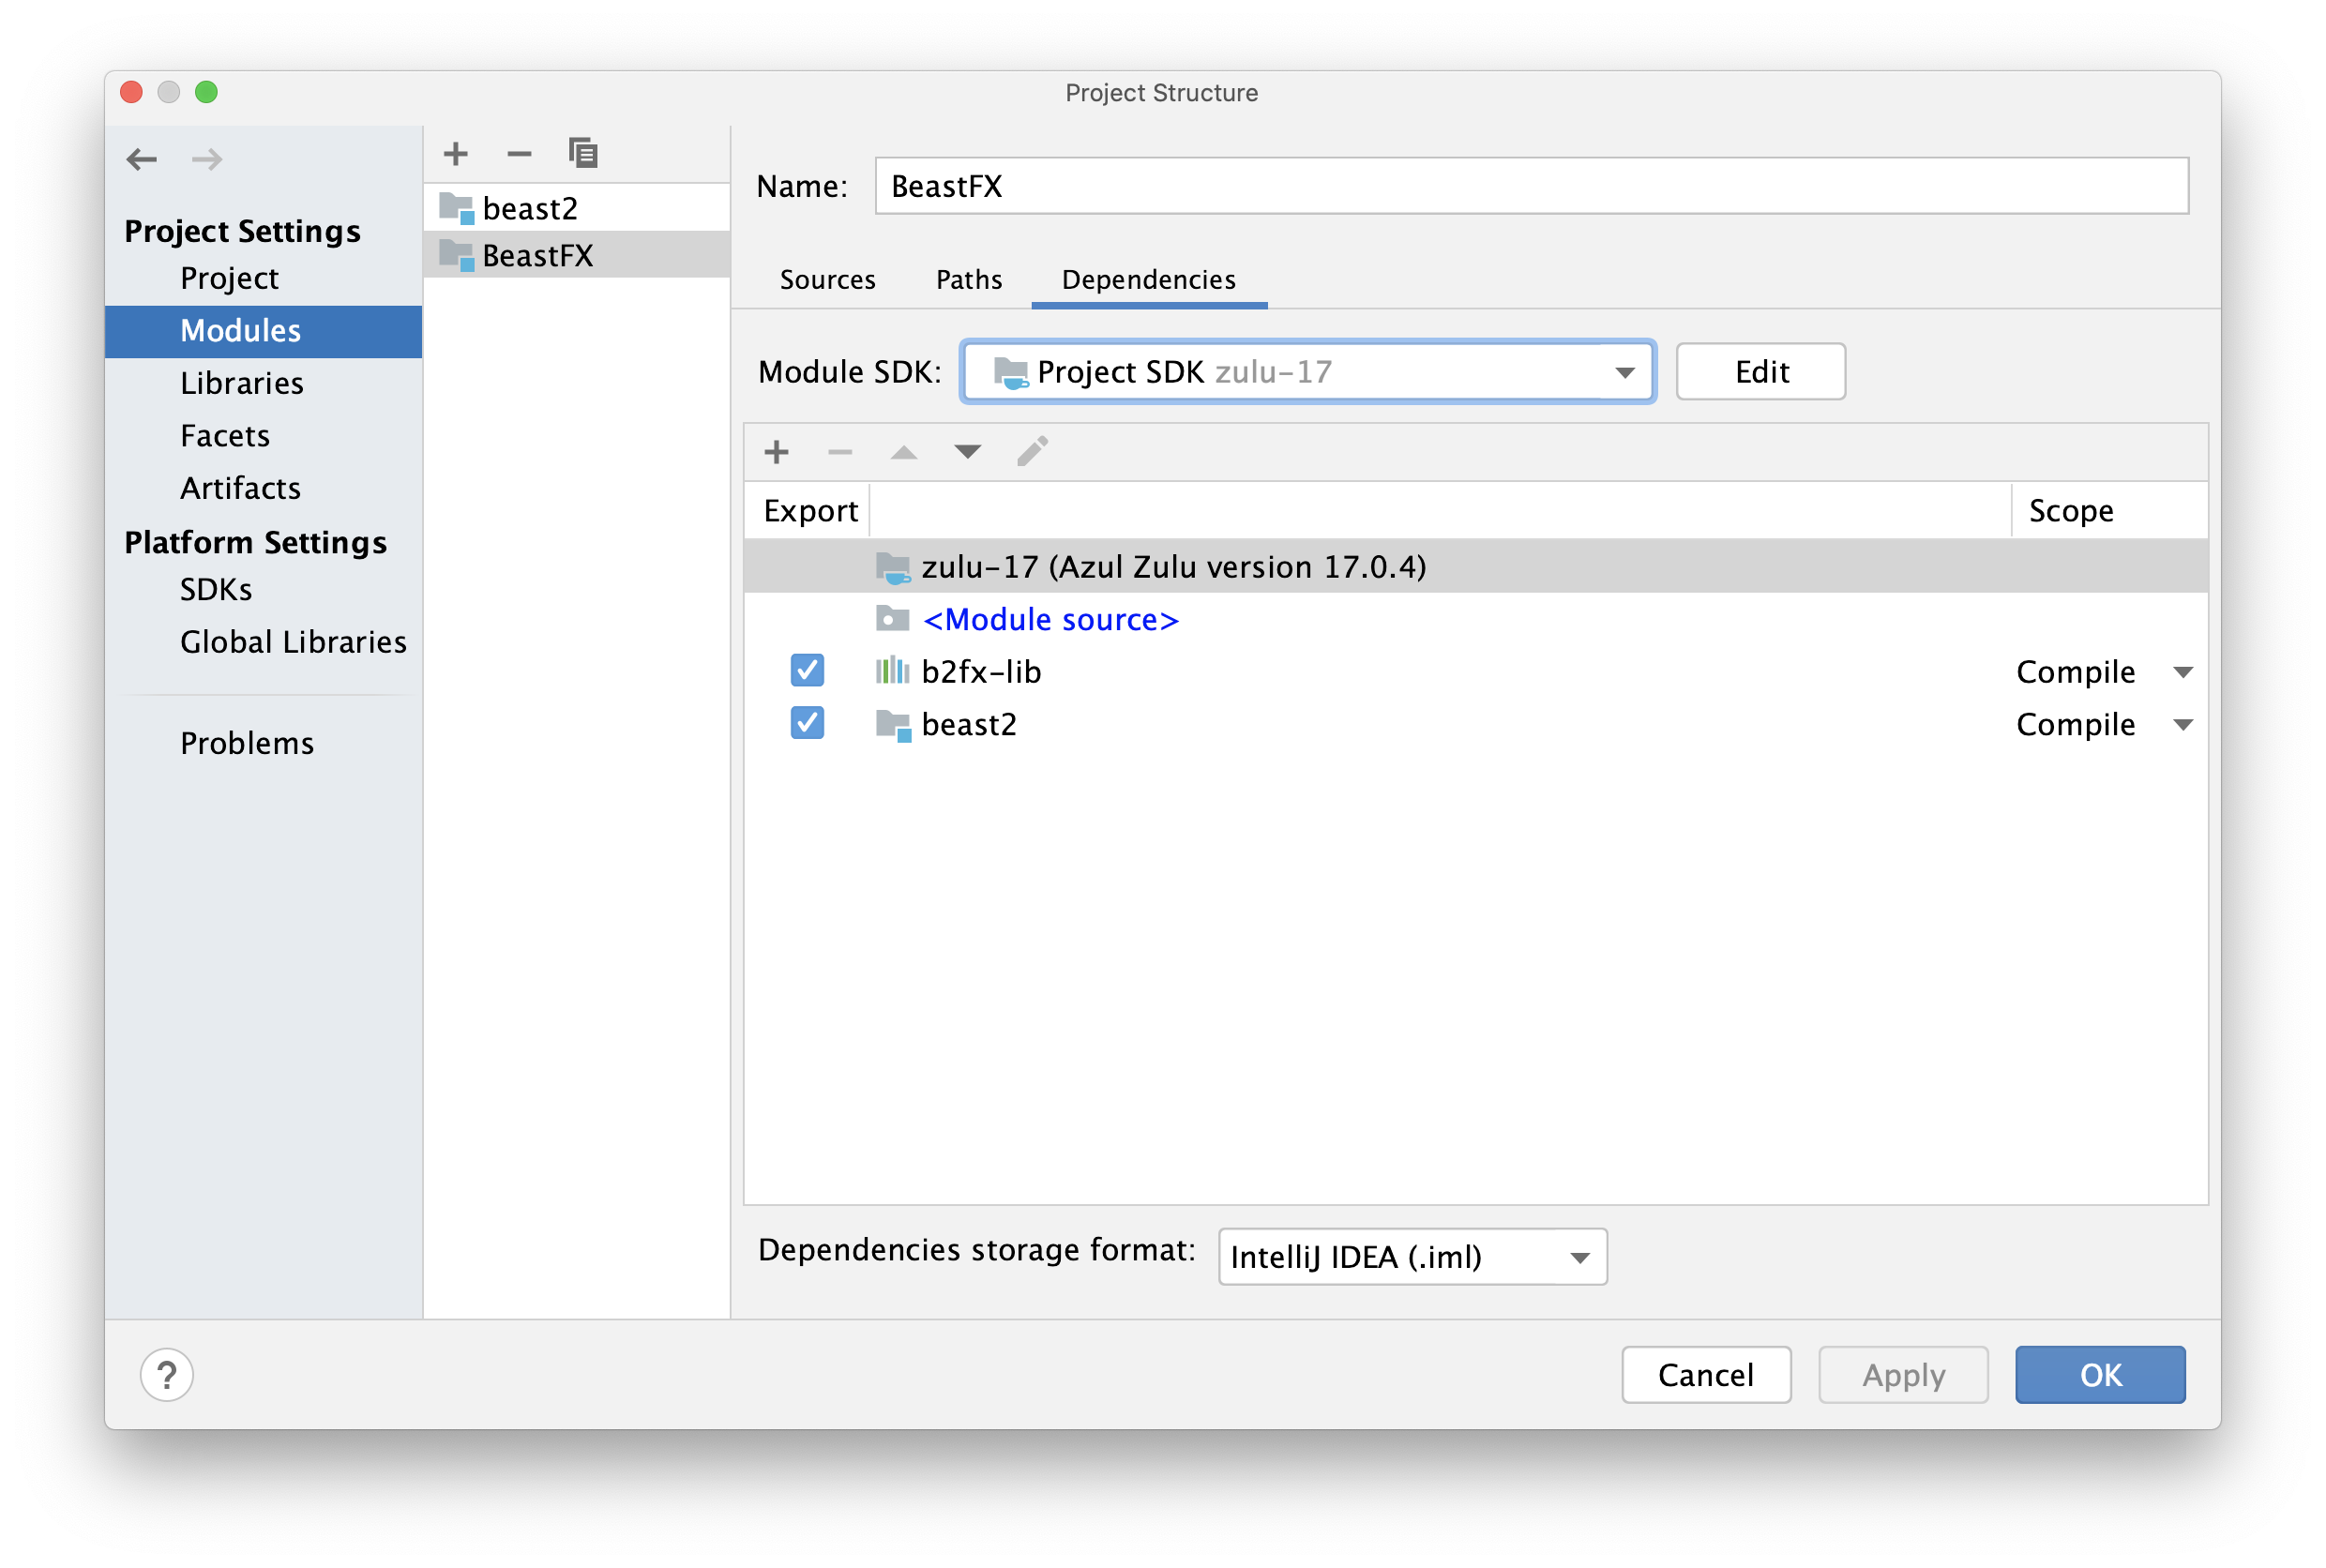 Project Structure
Project Settings
Project
Modules
Libraries
Facets
Artifacts
Platform Settings
SDKs
Global Libraries
Problems
beast2
BeastFX
Name: BeastFX
Sources Paths Dependencies
Module SDK: Project SDK zulu-17 Edit
Export Scope
zulu-17 (Azul Zulu version 17.0.4)
<Module source>
b2fx-lib Compile
beast2 Compile
Dependencies storage format: IntelliJ IDEA (.iml)
? Cancel Apply OK